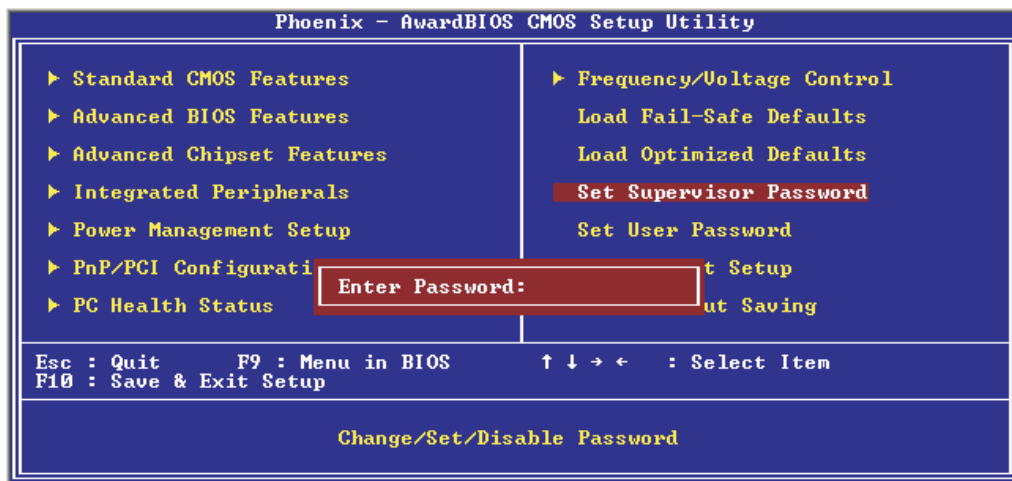 Phoenix - AwardBIOS CMOS Setup Utility
▶ Standard CMOS Features
▶ Advanced BIOS Features
▶ Advanced Chipset Features
▶ Integrated Peripherals
▶ Power Management Setup
▶ PnP/PCI Configurati
▶ PC Health Status
▶ Frequency/Voltage Control
Load Fail-Safe Defaults
Load Optimized Defaults
Set Supervisor Password
Set User Password
t Setup
ut Saving
Enter Password:
Esc : Quit F9 : Menu in BIOS ↑ ↓ → ← : Select Item
F10 : Save & Exit Setup
Change/Set/Disable Password